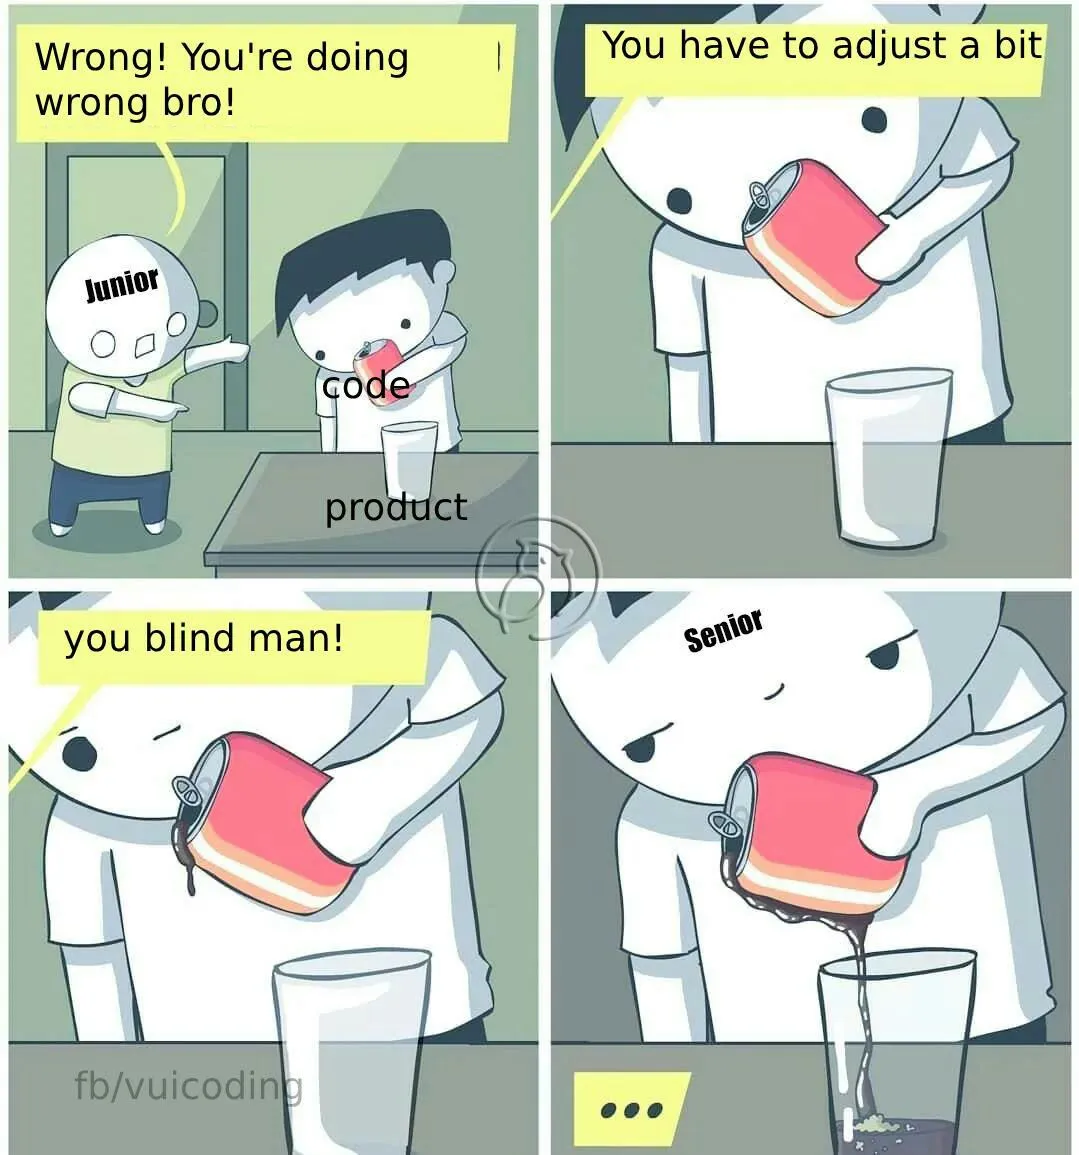 Wrong! You're doing
wrong bro!
Junior
code
product
You have to adjust a bit
you blind man!
fb/vuicoding
Senior
...